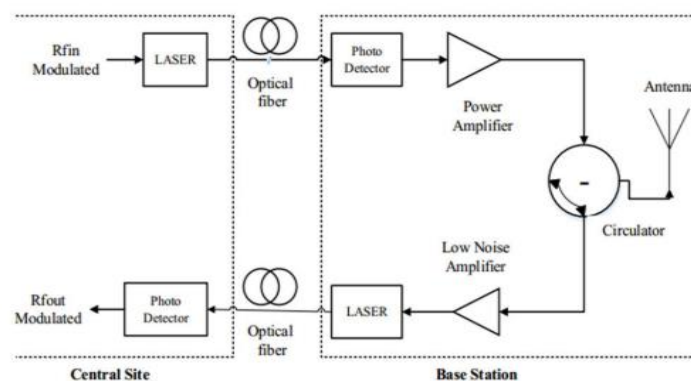 Rfin
Modulated
LASER
Optical
fiber
Photo
Detector
Power
Amplifier
Antenna
Circulator
Low Noise
Amplifier
LASER
Optical
fiber
Photo
Detector
Rfout
Modulated
Central Site
Base Station